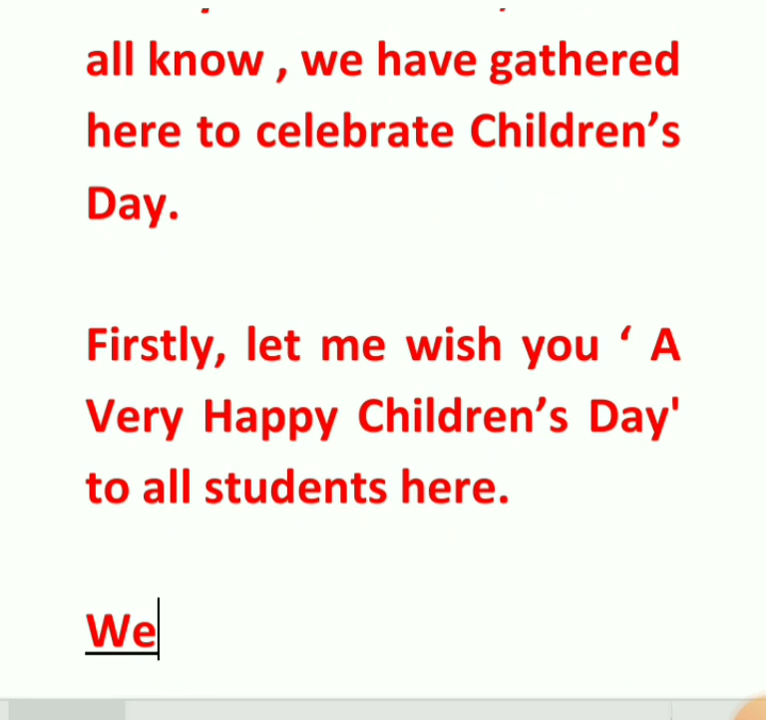 all know , we have gathered
here to celebrate Children’s
Day.
Firstly, let me wish you ‘ A
Very Happy Children’s Day'
to all students here.
We